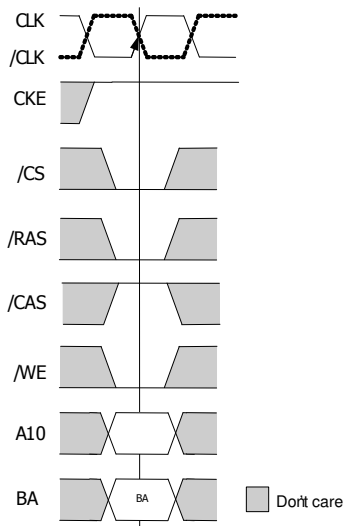 CLK
/CLK
CKE
/CS
/RAS
/CAS
/WE
A10
BA
BA
Don't care